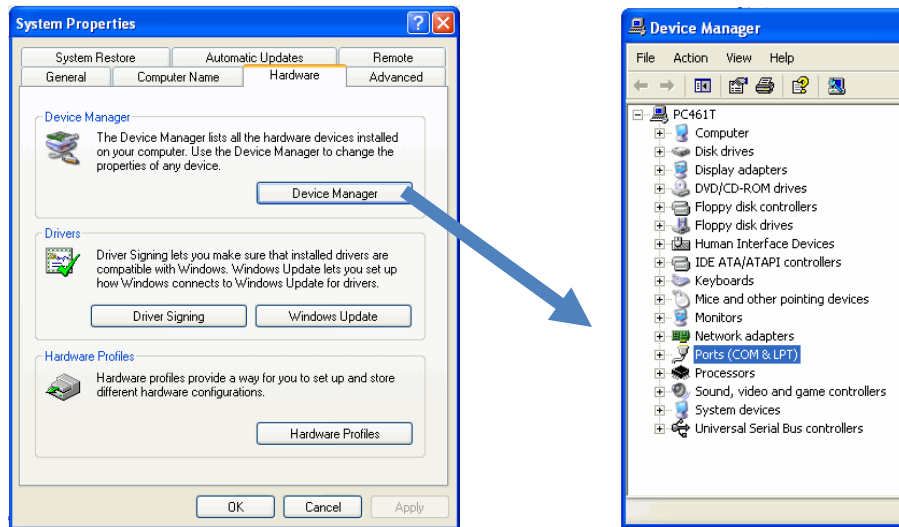 System Properties
System Restore Automatic Updates Remote
General Computer Name Hardware Advanced
Device Manager
The Device Manager lists all the hardware devices installed
on your computer. Use the Device Manager to change the
properties of any device.
Device Manager
Drivers
Driver Signing lets you make sure that installed drivers are
compatible with Windows. Windows Update lets you set up
how Windows connects to Windows Update for drivers.
Driver Signing Windows Update
Hardware Profiles
Hardware profiles provide a way for you to set up and store
different hardware configurations.
Hardware Profiles
OK Cancel Apply
Device Manager
File Action View Help
PC461T
Computer
Disk drives
Display adapters
DVD/CD-ROM drives
Floppy disk controllers
Floppy disk drives
Human Interface Devices
IDE ATA/ATAPI controllers
Keyboards
Mice and other pointing devices
Monitors
Network adapters
Ports (COM & LPT)
Processors
Sound, video and game controllers
System devices
Universal Serial Bus controllers